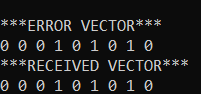 ***ERROR VECTOR***
0 0 0 1 0 1 0 1 0
***RECEIVED VECTOR***
0 0 0 1 0 1 0 1 0